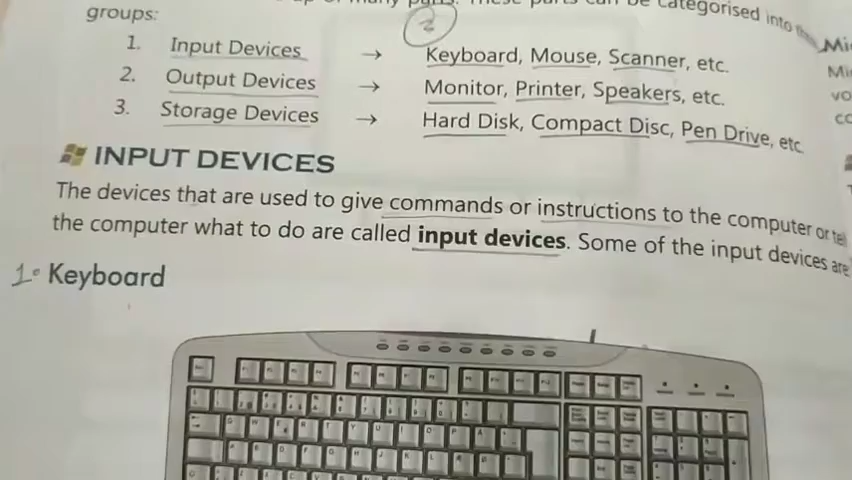 categorised into
groups:
1. Input Devices → Keyboard, Mouse, Scanner, etc.
2. Output Devices → Monitor, Printer, Speakers, etc.
3. Storage Devices → Hard Disk, Compact Disc, Pen Drive, etc
INPUT DEVICES
The devices that are used to give commands or instructions to the computer or
the computer what to do are called input devices. Some of the input devices are
1. Keyboard